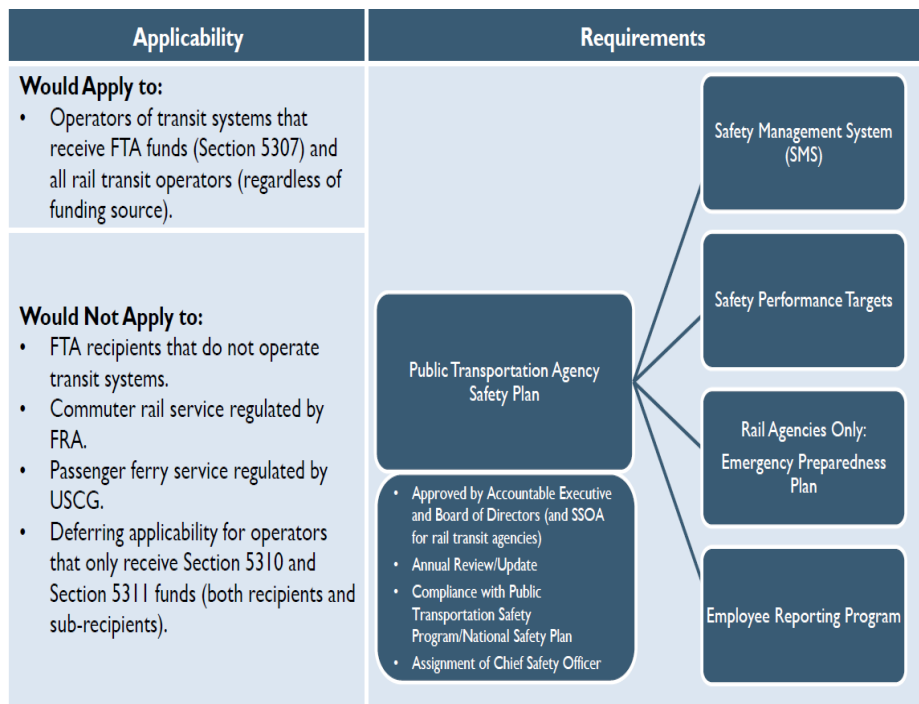 Applicability
Would Apply to:
• Operators of transit systems that
receive FTA funds (Section 5307) and
all rail transit operators (regardless of
funding source).
Would Not Apply to:
• FTA recipients that do not operate
transit systems.
• Commuter rail service regulated by
FRA.
• Passenger ferry service regulated by
USCG.
• Deferring applicability for operators
that only receive Section 5310 and
Section 5311 funds (both recipients and
sub-recipients).
Requirements
Public Transportation Agency
Safety Plan
• Approved by Accountable Executive
and Board of Directors (and SSOA
for rail transit agencies)
• Annual Review/Update
• Compliance with Public
Transportation Safety
Program/National Safety Plan
• Assignment of Chief Safety Officer
Safety Management System
(SMS)
Safety Performance Targets
Rail Agencies Only:
Emergency Preparedness
Plan
Employee Reporting Program